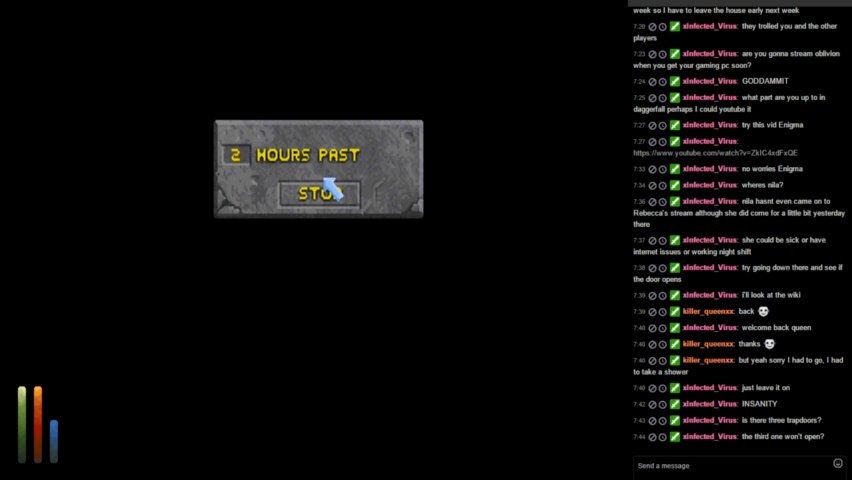 2 HOURS PAST
STOP
week so I have to leave the house early next week
7:20 xInfected_Virus: they trolled you and the other
players
7:23 xInfected_Virus: are you gonna stream oblivion
when you get your gaming pc soon?
7:24 xInfected_Virus: GODDAMMIT
7:25 xInfected_Virus: what part are you up to in
daggerfall perhaps I could youtube it
7:27 xInfected_Virus: try this vid Enigma
7:27 xInfected_Virus:
https://www.youtube.com/watch?v=ZkIC4xdFxQE
7:33 xInfected_Virus: no worries Enigma
7:34 xInfected_Virus: wheres nila?
7:36 xInfected_Virus: nila hasnt even came on to
Rebecca's stream although she did come for a little bit yesterday
there
7:37 xInfected_Virus: she could be sick or have
internet issues or working night shift
7:38 xInfected_Virus: try going down there and see if
the door opens
7:39 xInfected_Virus: i'll look at the wiki
7:39 killer_queenxx: back
7:40 xInfected_Virus: welcome back queen
7:40 killer_queenxx: thanks
7:40 killer_queenxx: but yeah sorry I had to go, I had
to take a shower
7:40 xInfected_Virus: just leave it on
7:42 xInfected_Virus: INSANITY
7:43 xInfected_Virus: is there three trapdoors?
7:44 xInfected_Virus: the third one won't open?
Send a message